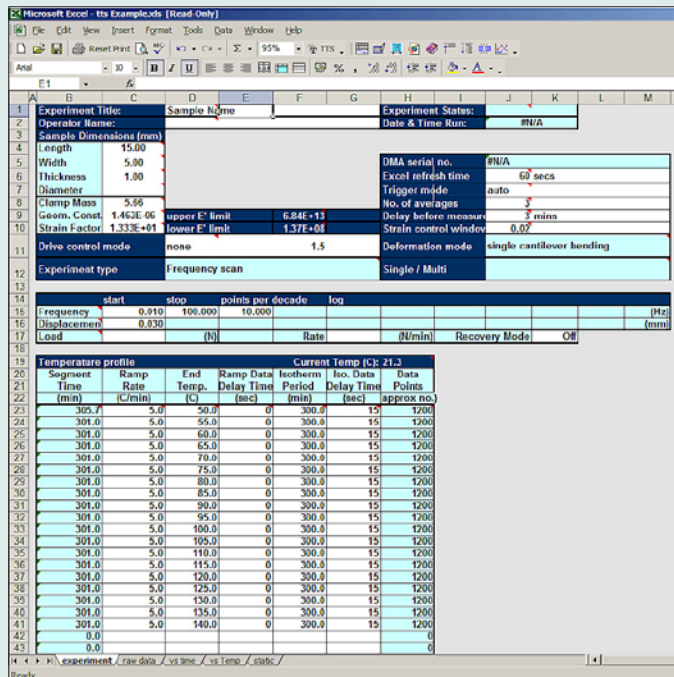 Microsoft Excel - tts Example.xls [Read-Only]
File Edit View Insert Format Tools Data Window Help
Reset Print 95% TTS
Arial 10 B I U
E1 fx
A B C D E F G H I J K L M
1 Experiment Title: Sample Name Experiment Status:
2 Operator Name: Date & Time Run: #N/A
3 Sample Dimensions (mm)
4 Length 15.00
5 Width 5.00 DMA serial no. #N/A
6 Thickness 1.00 Excel refresh time 60 secs
7 Diameter Trigger mode auto
8 Clamp Mass 5.66 No. of averages 3
9 Geom. Const. 1.463E-06 upper E' limit 6.84E+13 Delay before measure 3 mins
10 Strain Factor 1.333E+01 lower E' limit 1.37E+08 Strain control window 0.02
11 Drive control mode none 1.5 Deformation mode single cantilever bending
12 Experiment type Frequency scan Single / Multi
13
14 start stop points per decade log
15 Frequency 0.010 100.000 10.000 (Hz)
16 Displacemen 0.030 (mm)
17 Load (N) Rate (N/min) Recovery Mode Off
18
19 Temperature profile Current Temp (C): 21.3
20 Segment Ramp End Ramp Data Isotherm Iso. Data Data
21 Time Rate Temp. Delay Time Period Delay Time Points
22 (min) (C/min) (C) (sec) (min) (sec) approx no.)
23 305.7 5.0 50.0 0 300.0 15 1200
24 301.0 5.0 55.0 0 300.0 15 1200
25 301.0 5.0 60.0 0 300.0 15 1200
26 301.0 5.0 65.0 0 300.0 15 1200
27 301.0 5.0 70.0 0 300.0 15 1200
28 301.0 5.0 75.0 0 300.0 15 1200
29 301.0 5.0 80.0 0 300.0 15 1200
30 301.0 5.0 85.0 0 300.0 15 1200
31 301.0 5.0 90.0 0 300.0 15 1200
32 301.0 5.0 95.0 0 300.0 15 1200
33 301.0 5.0 100.0 0 300.0 15 1200
34 301.0 5.0 105.0 0 300.0 15 1200
35 301.0 5.0 110.0 0 300.0 15 1200
36 301.0 5.0 115.0 0 300.0 15 1200
37 301.0 5.0 120.0 0 300.0 15 1200
38 301.0 5.0 125.0 0 300.0 15 1200
39 301.0 5.0 130.0 0 300.0 15 1200
40 301.0 5.0 135.0 0 300.0 15 1200
41 301.0 5.0 140.0 0 300.0 15 1200
42 0.0 0
43 0.0 0
experiment / raw data / vs time / vs Temp / static /
Ready